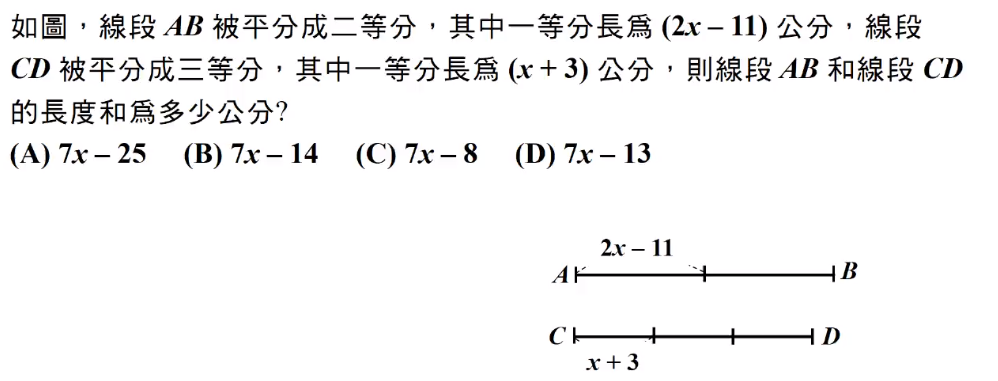 如圖，線段 AB 被平分成二等分，其中一等分長為 (2x – 11) 公分，線段
CD 被平分成三等分，其中一等分長為 (x + 3) 公分，則線段 AB 和線段 CD
的長度和為多少公分?
(A) 7x – 25 (B) 7x – 14 (C) 7x – 8 (D) 7x – 13
2x – 11
A B
C D
x + 3